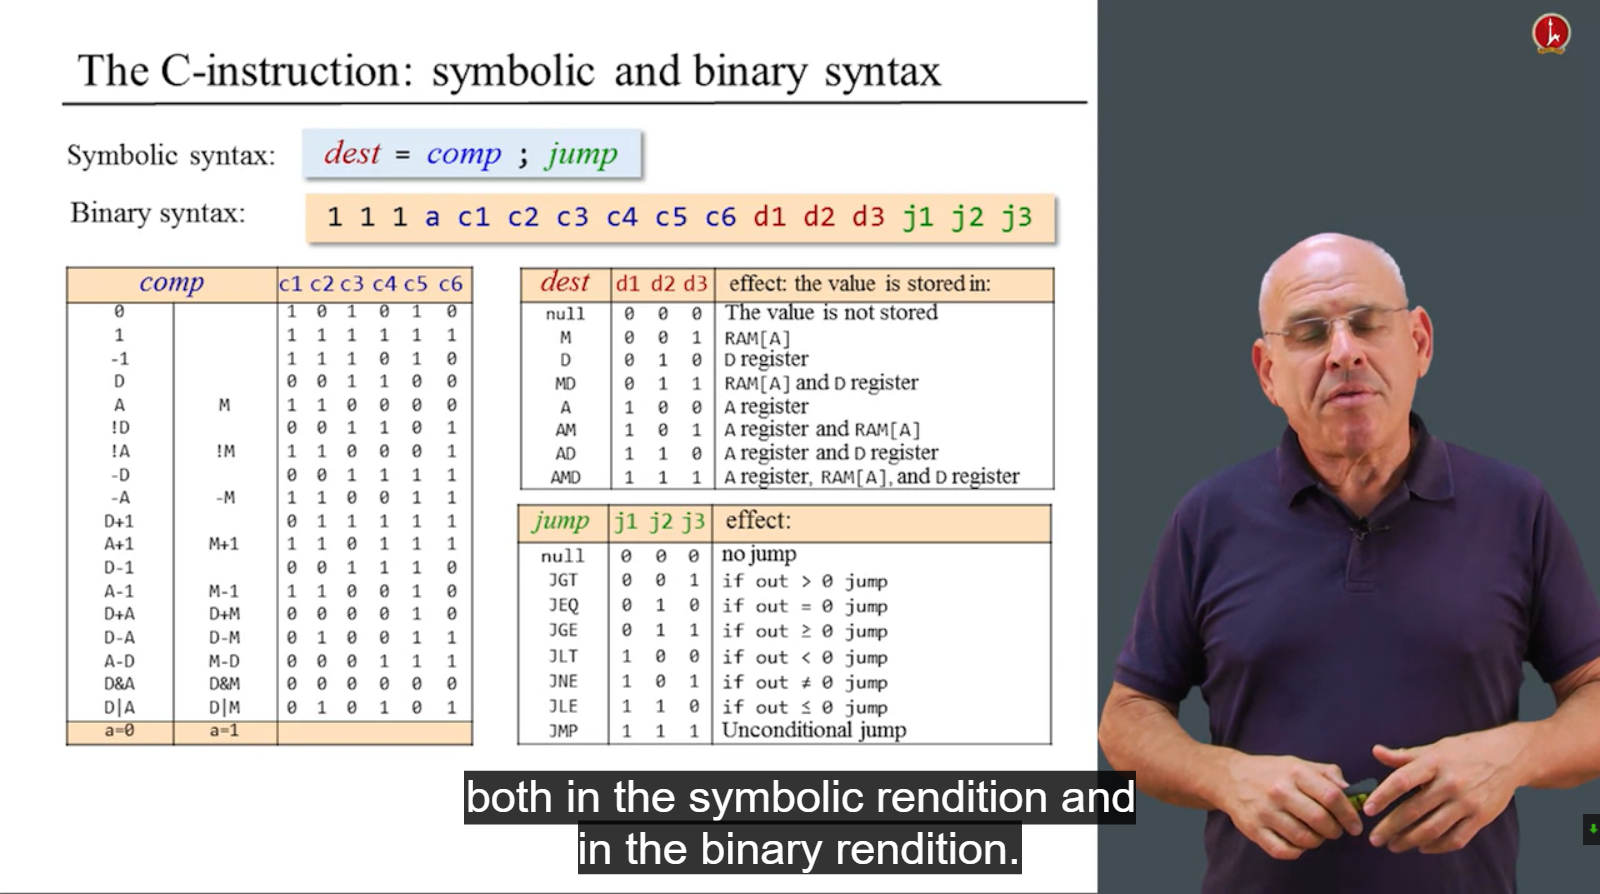 The C-instruction: symbolic and binary syntax
Symbolic syntax: dest = comp ; jump
Binary syntax: 1 1 1 a c1 c2 c3 c4 c5 c6 d1 d2 d3 j1 j2 j3
comp c1 c2 c3 c4 c5 c6
0 1 0 1 0 1 0
1 1 1 1 1 1 1
-1 1 1 1 0 1 0
D 0 0 1 1 0 0
A M 1 1 0 0 0 0
!D 0 0 1 1 0 1
!A !M 1 1 0 0 0 1
-D 0 0 1 1 1 1
-A -M 1 1 0 0 1 1
D+1 0 1 1 1 1 1
A+1 M+1 1 1 0 1 1 1
D-1 0 0 1 1 1 0
A-1 M-1 1 1 0 0 1 0
D+A D+M 0 0 0 0 1 0
D-A D-M 0 1 0 0 1 1
A-D M-D 0 0 0 1 1 1
D&A D&M 0 0 0 0 0 0
D|A D|M 0 1 0 1 0 1
a=0 a=1
dest d1 d2 d3 effect: the value is stored in:
null 0 0 0 The value is not stored
M 0 0 1 RAM[A]
D 0 1 0 D register
MD 0 1 1 RAM[A] and D register
A 1 0 0 A register
AM 1 0 1 A register and RAM[A]
AD 1 1 0 A register and D register
AMD 1 1 1 A register, RAM[A], and D register
jump j1 j2 j3 effect:
null 0 0 0 no jump
JGT 0 0 1 if out > 0 jump
JEQ 0 1 0 if out = 0 jump
JGE 0 1 1 if out ≥ 0 jump
JLT 1 0 0 if out < 0 jump
JNE 1 0 1 if out ≠ 0 jump
JLE 1 1 0 if out ≤ 0 jump
JMP 1 1 1 Unconditional jump
both in the symbolic rendition and
in the binary rendition.